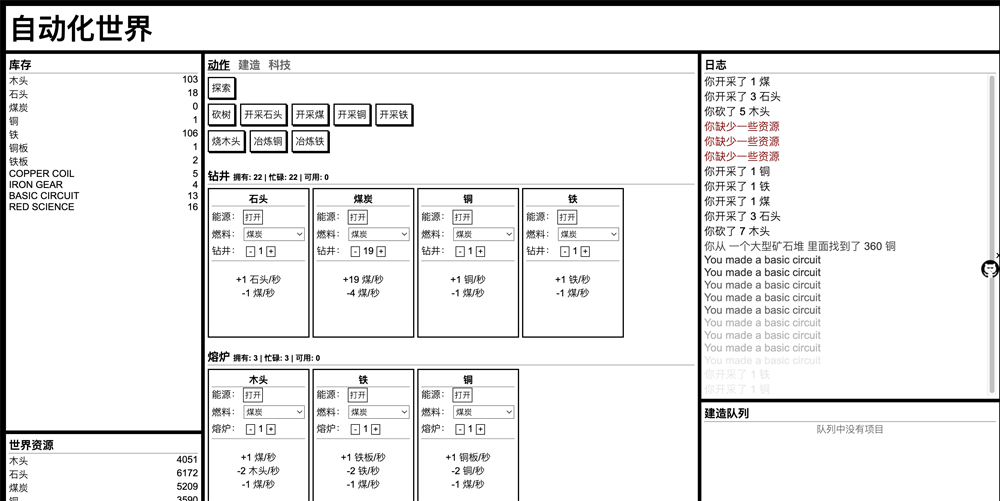 自动化世界
库存
木头 103
石头 18
煤炭 0
铜 1
铁 106
铜板 1
铁板 2
COPPER COIL 5
IRON GEAR 4
BASIC CIRCUIT 13
RED SCIENCE 16
世界资源
木头 4051
石头 6172
煤炭 5209
铜 3590
动作 建造 科技
探索
砍树 开采石头 开采煤 开采铜 开采铁
烧木头 冶炼铜 冶炼铁
钻井 拥有: 22 | 忙碌: 22 | 可用: 0
石头 煤炭 铜 铁
能源: 打开 能源: 打开 能源: 打开 能源: 打开
燃料: 煤炭 燃料: 煤炭 燃料: 煤炭 燃料: 煤炭
钻井: - 1 + 钻井: - 19 + 钻井: - 1 + 钻井: - 1 +
+1 石头/秒 +19 煤/秒 +1 铜/秒 +1 铁/秒
-1 煤/秒 -4 煤/秒 -1 煤/秒 -1 煤/秒
熔炉 拥有: 3 | 忙碌: 3 | 可用: 0
木头 铁 铜
能源: 打开 能源: 打开 能源: 打开
燃料: 煤炭 燃料: 煤炭 燃料: 煤炭
熔炉: - 1 + 熔炉: - 1 + 熔炉: - 1 +
+1 煤/秒 +1 铁板/秒 +1 铜板/秒
-2 木头/秒 -2 铁/秒 -2 铜/秒
-1 煤/秒 -1 煤/秒 -1 煤/秒
日志
你开采了 1 煤
你开采了 3 石头
你砍了 5 木头
你缺少一些资源
你缺少一些资源
你缺少一些资源
你开采了 1 铜
你开采了 1 铁
你开采了 1 煤
你开采了 3 石头
你砍了 7 木头
你从 一个大型矿石堆 里面找到了 360 铜
You made a basic circuit
You made a basic circuit
You made a basic circuit
You made a basic circuit
You made a basic circuit
You made a basic circuit
You made a basic circuit
You made a basic circuit
You made a basic circuit
你开采了 1 铁
你开采了 1 铜
建造队列
队列中没有项目